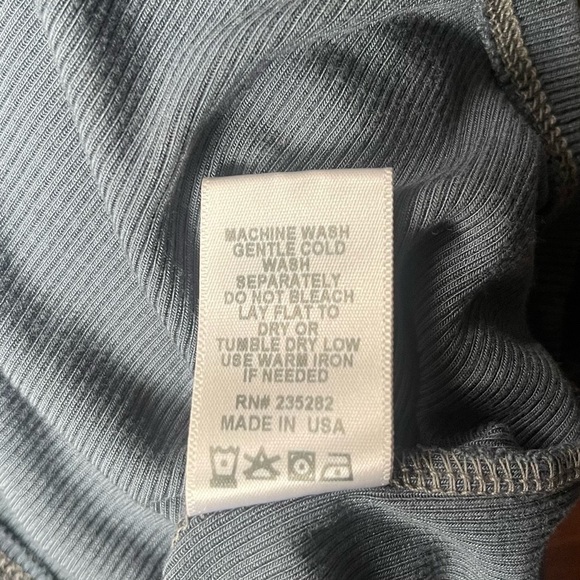 MACHINE WASH
GENTLE COLD
WASH
SEPARATELY
DO NOT BLEACH
LAY FLAT TO
DRY OR
TUMBLE DRY LOW
USE WARM IRON
IF NEEDED
RN# 235282
MADE IN USA